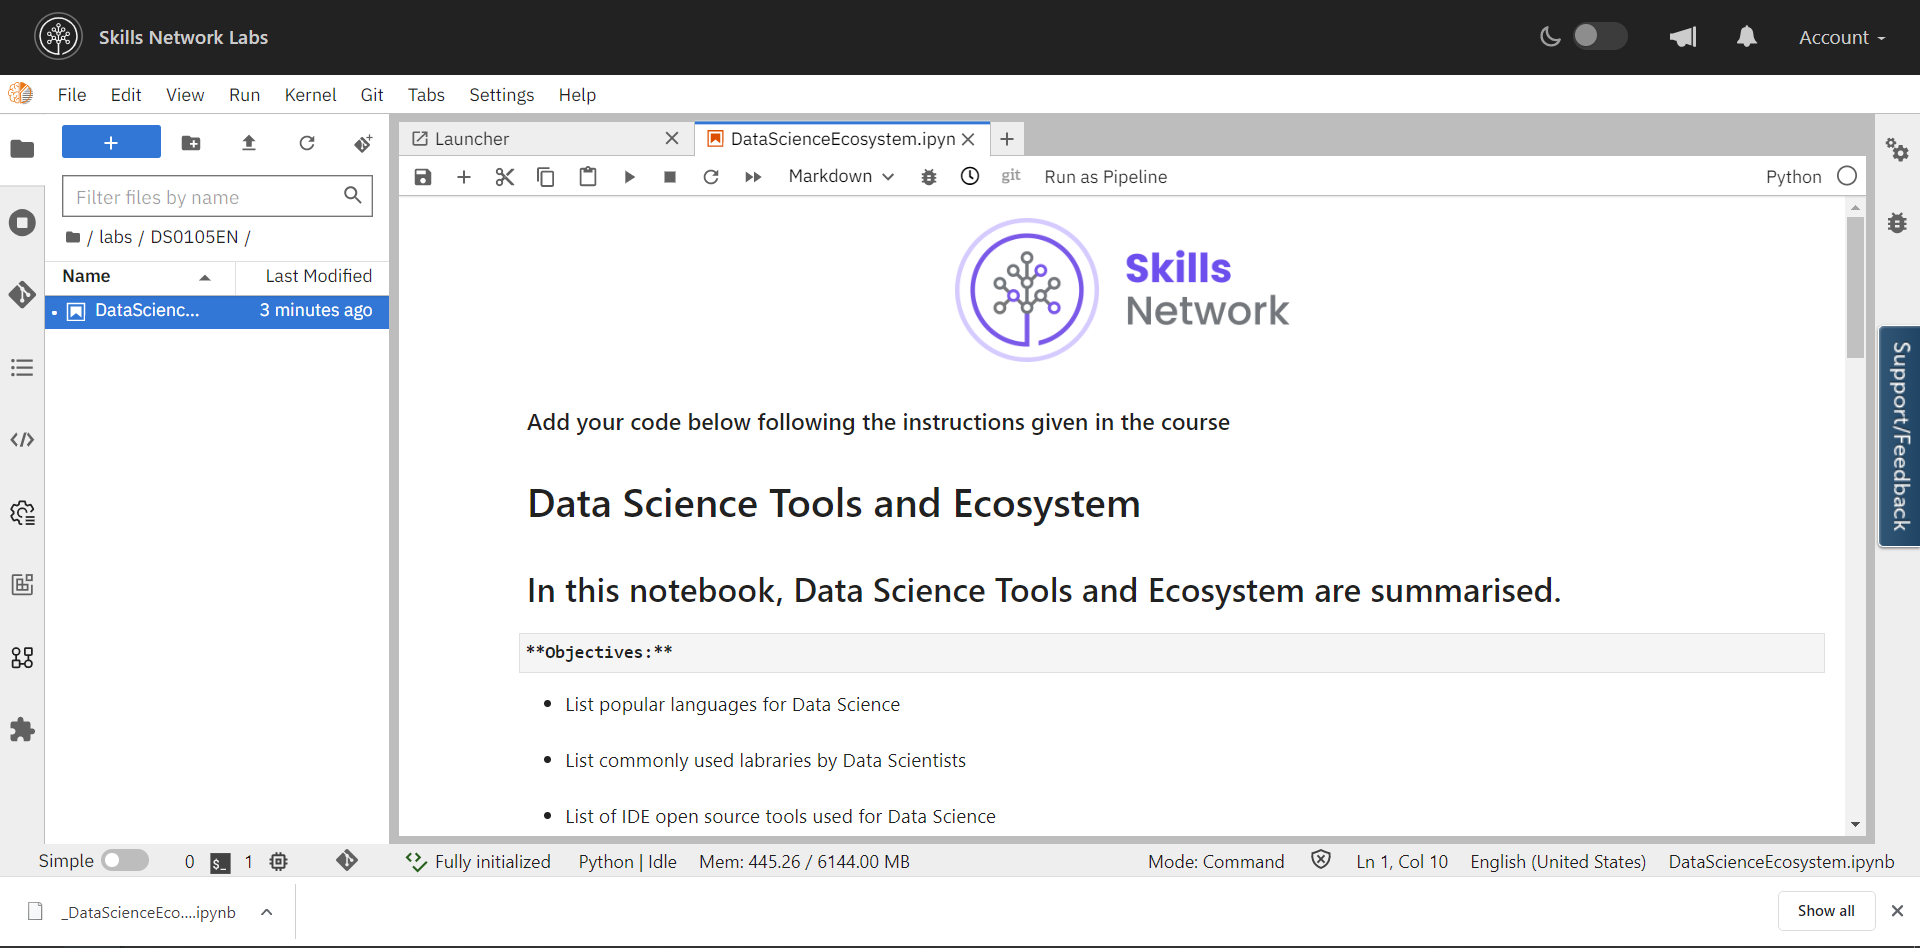 Skills Network Labs
Account
File Edit View Run Kernel Git Tabs Settings Help
+
Filter files by name
/ labs / DS0105EN /
Name Last Modified
DataScienc... 3 minutes ago
Launcher
DataScienceEcosystem.ipyn
Markdown
git
Run as Pipeline
Python
Skills
Network
Add your code below following the instructions given in the course
Data Science Tools and Ecosystem
In this notebook, Data Science Tools and Ecosystem are summarised.
**Objectives:**
• List popular languages for Data Science
• List commonly used labraries by Data Scientists
• List of IDE open source tools used for Data Science
Support/Feedback
Simple 0 $_ 1 Fully initialized Python | Idle Mem: 445.26 / 6144.00 MB Mode: Command Ln 1, Col 10 English (United States) DataScienceEcosystem.ipynb
_DataScienceEco....ipynb
Show all